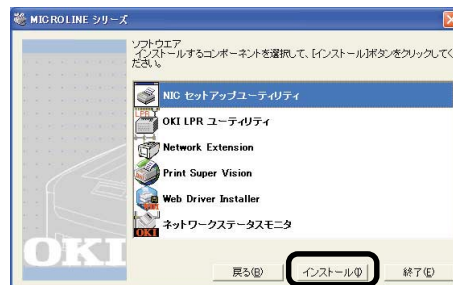 MICROLINE シリーズ
ソフトウエア
インストールするコンポーネントを選択して、[インストール]ボタンをクリックしてく
ださい。
NIC セットアップユーティリティ
LPR
OKI LPR ユーティリティ
Network Extension
Print Super Vision
Web Driver Installer
ネットワークステータスモニタ
OKI
OKI
戻る(B) インストール(I) 終了(E)